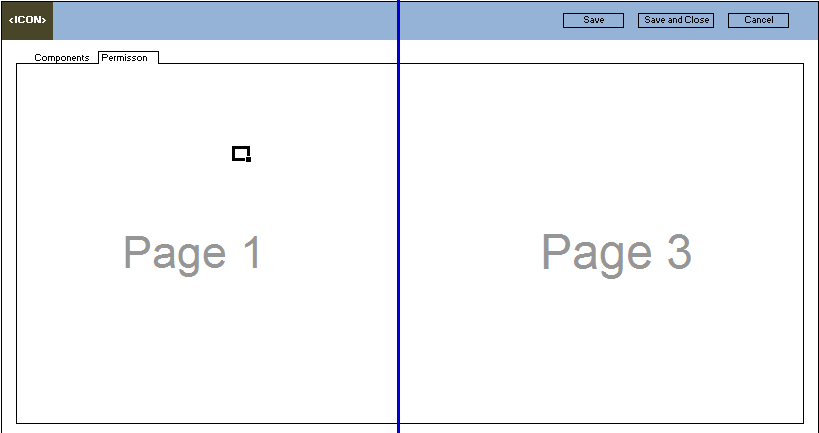 <ICON>
Save
Save and Close
Cancel
Components
Permisson
Page 1
Page 3